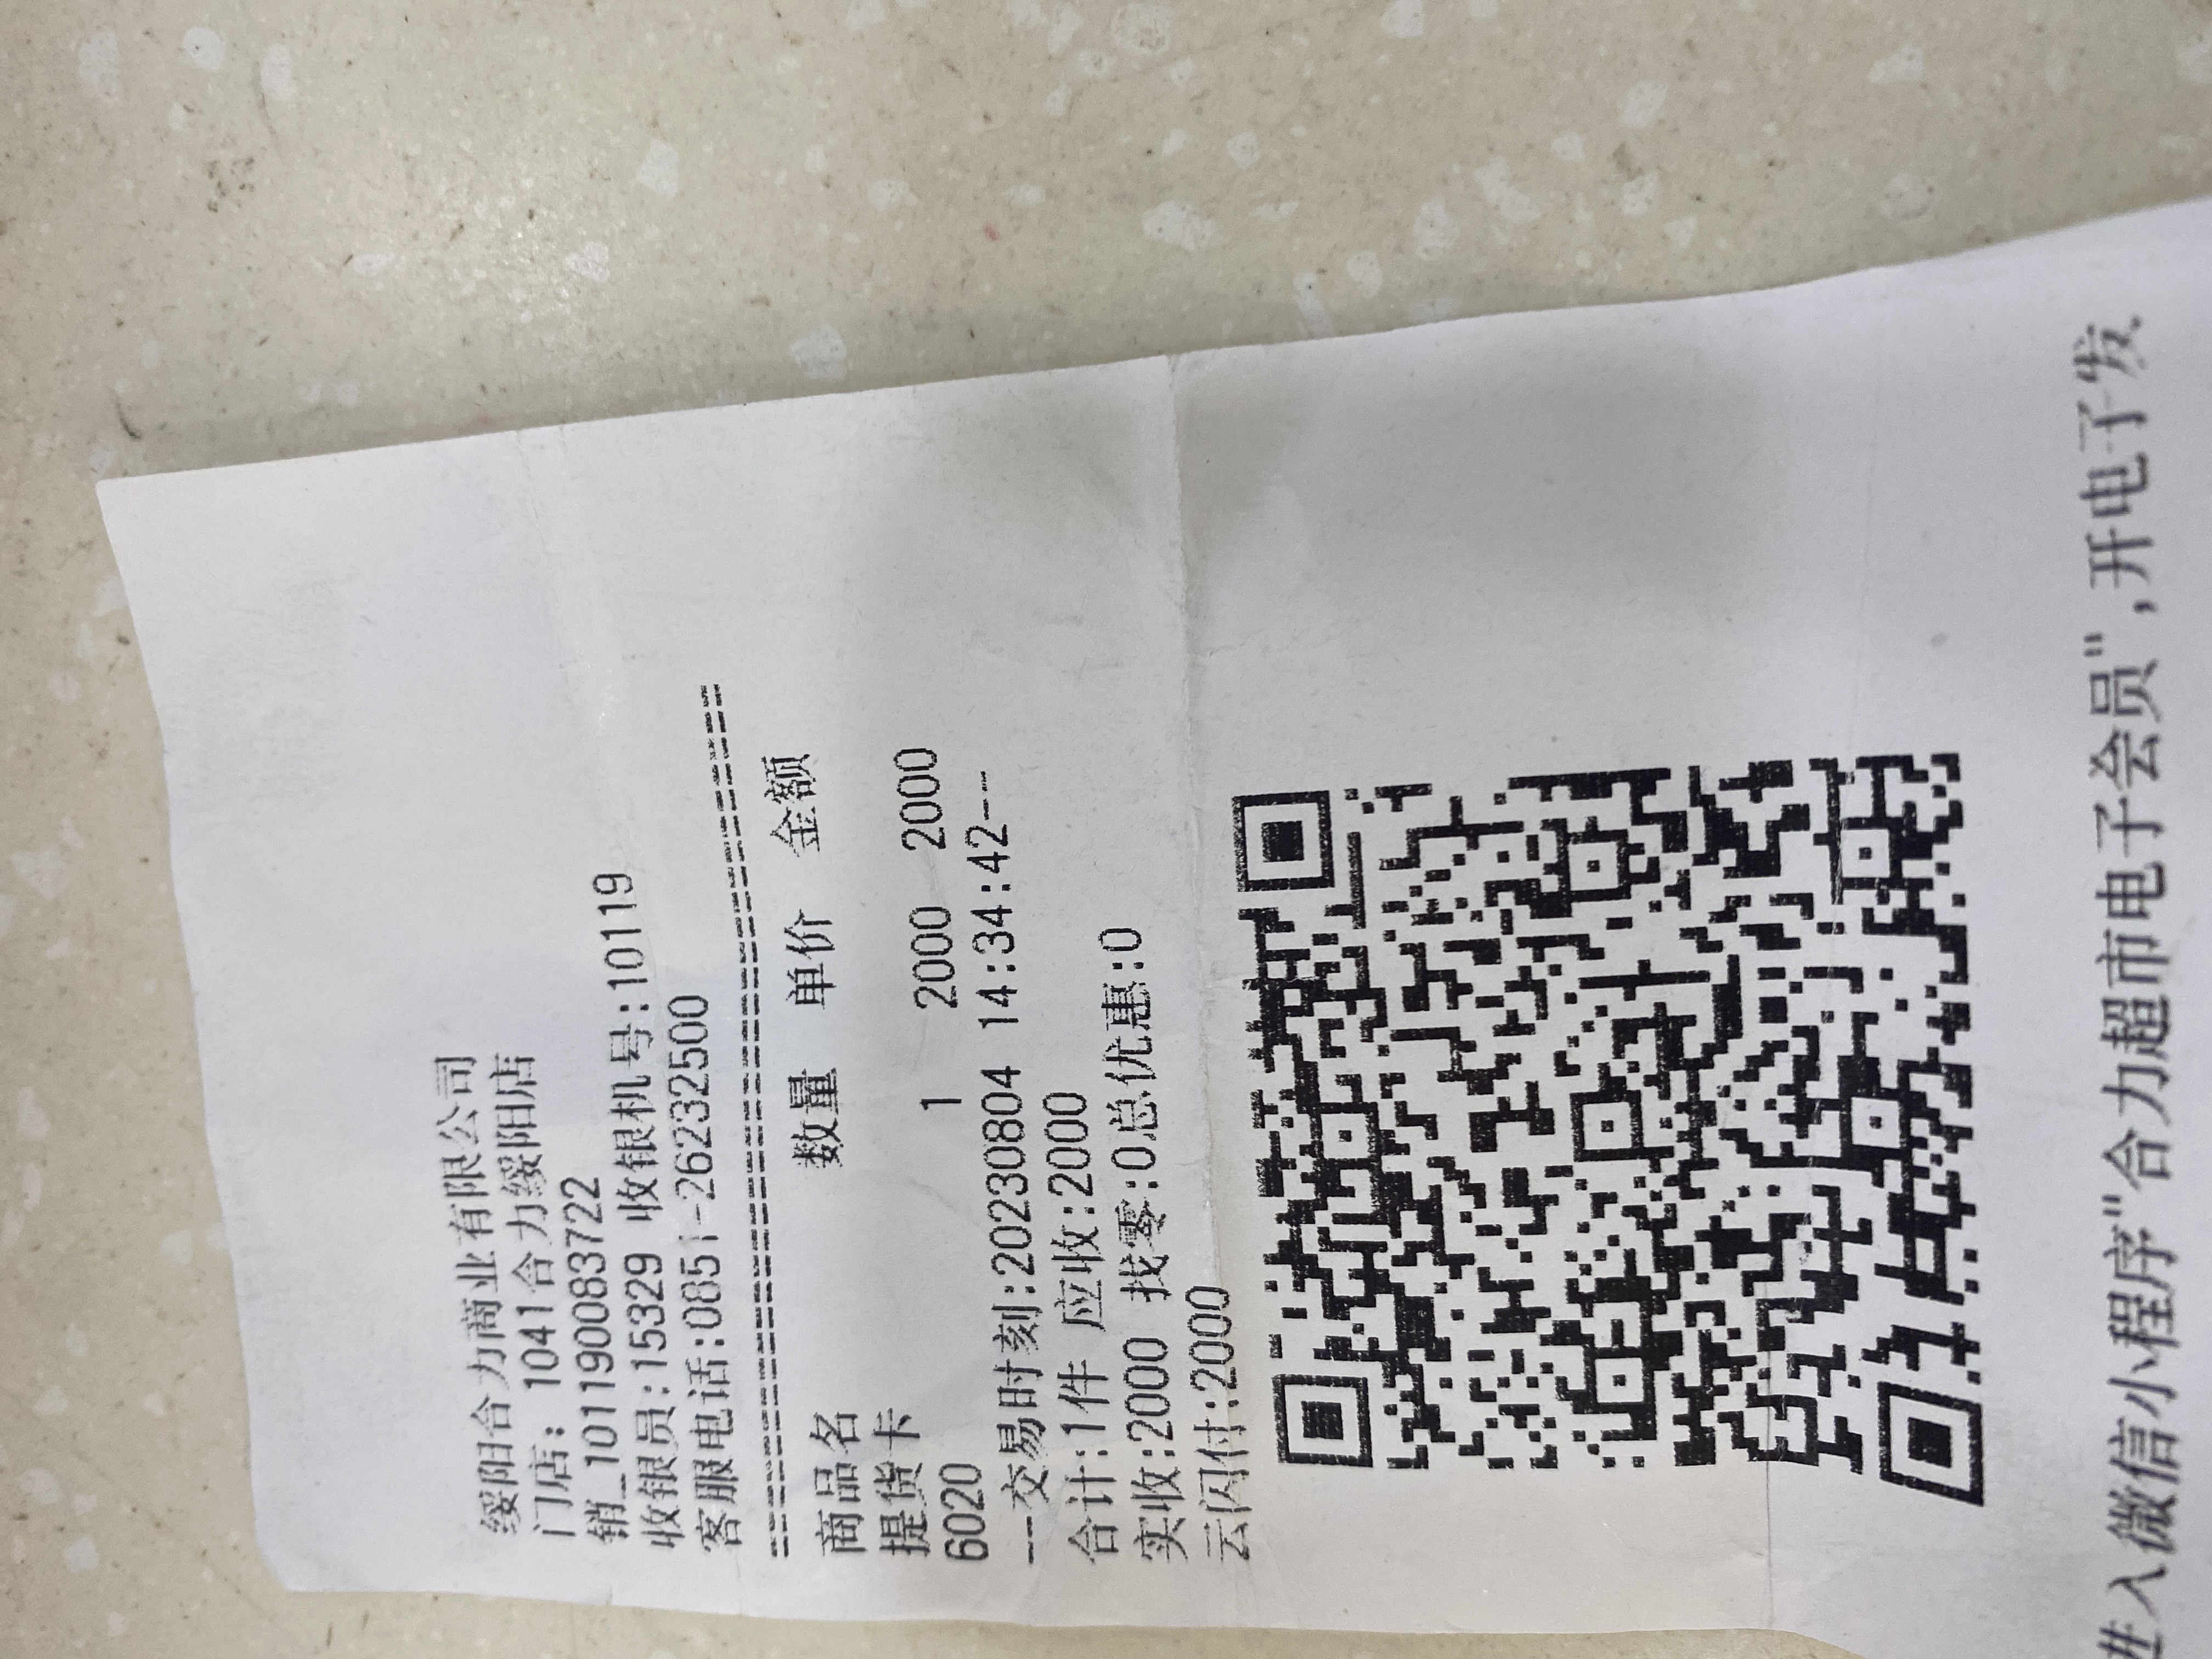 绥阳合力商业有限公司
门店: 1041合力绥阳店
销_101190083722
收银员:15329 收银机号:10119
客服电话:0851-26232500
================================
商品名 数量 单价 金额
提货卡
6020 1 2000 2000
--交易时刻:20230804 14:34:42--
合计:1件 应收:2000
实收:2000 找零:0总优惠:0
云闪付:2000
进入微信小程序"合力超市电子会员",开电子发